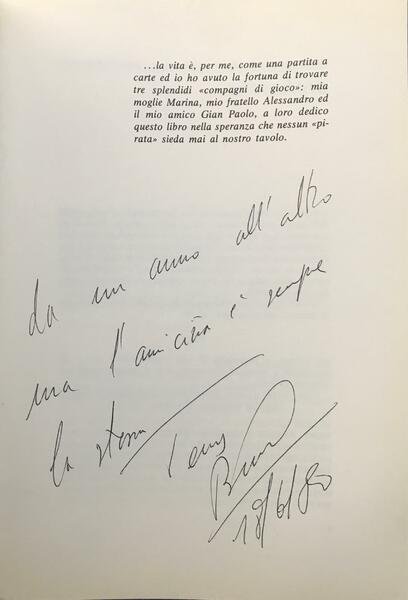 ...la vita è, per me, come una partita a
carte ed io ho avuto la fortuna di trovare
tre splendidi «compagni di gioco»: mia
moglie Marina, mio fratello Alessandro ed
il mio amico Gian Paolo, a loro dedico
questo libro nella speranza che nessun «pi-
rata» sieda mai al nostro tavolo.
da un anno all'altro
ma l'amicizia è sempre
la stessa
18/6/80